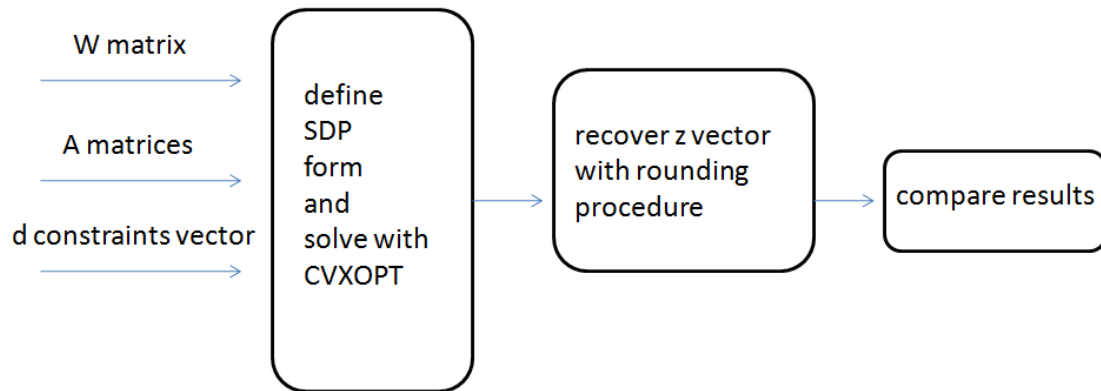 W matrix
A matrices
d constraints vector
define
SDP
form
and
solve with
CVXOPT
recover z vector
with rounding
procedure
compare results